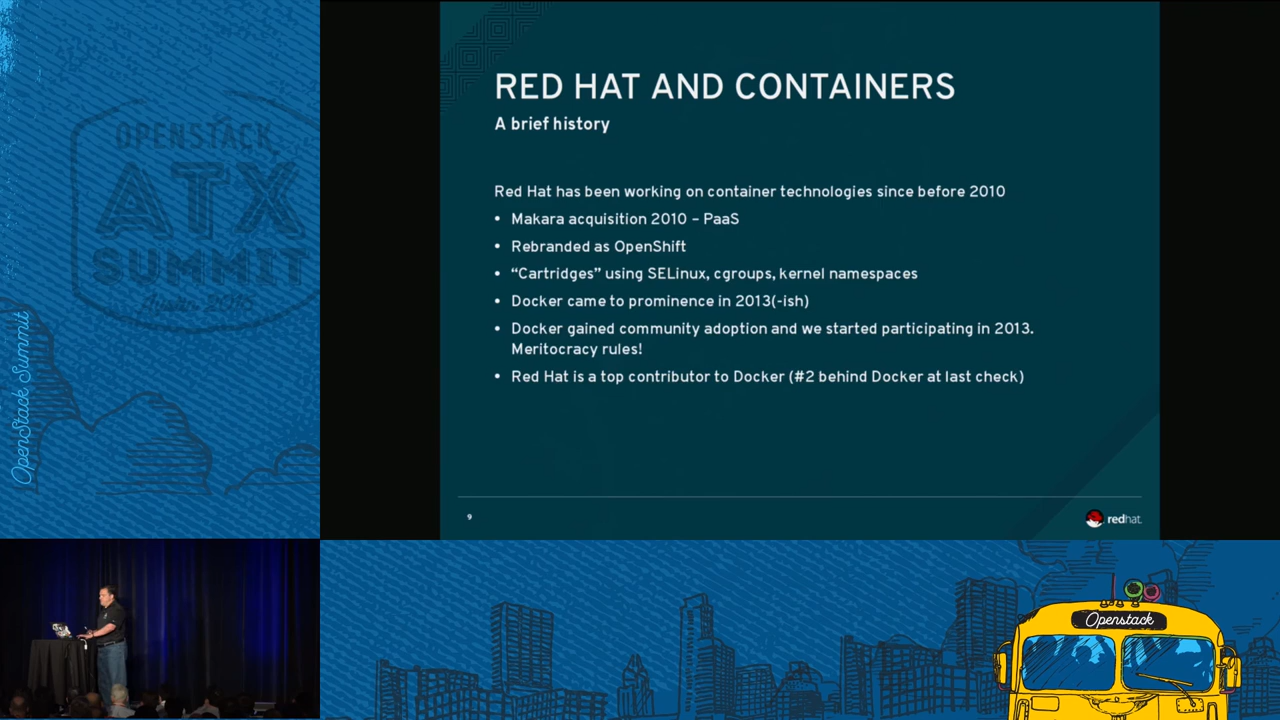 OPENSTACK
ATX
SUMMIT
Austin 2016
OpenStack Summit
RED HAT AND CONTAINERS
A brief history
Red Hat has been working on container technologies since before 2010
• Makara acquisition 2010 – PaaS
• Rebranded as OpenShift
• “Cartridges” using SELinux, cgroups, kernel namespaces
• Docker came to prominence in 2013(-ish)
• Docker gained community adoption and we started participating in 2013.
Meritocracy rules!
• Red Hat is a top contributor to Docker (#2 behind Docker at last check)
9
redhat.
Openstack